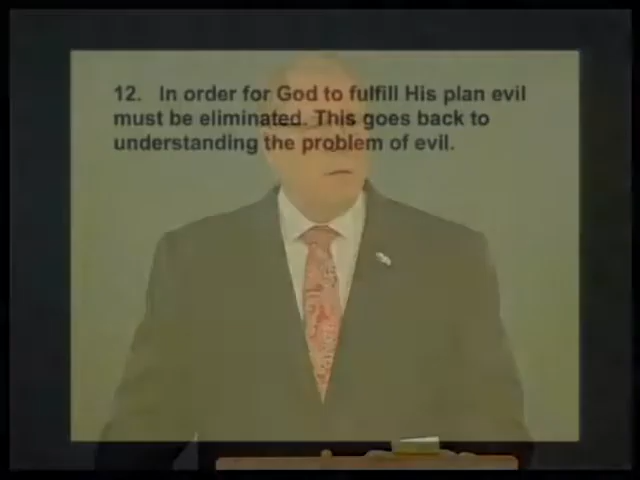 12. In order for God to fulfill His plan evil
must be eliminated. This goes back to
understanding the problem of evil.